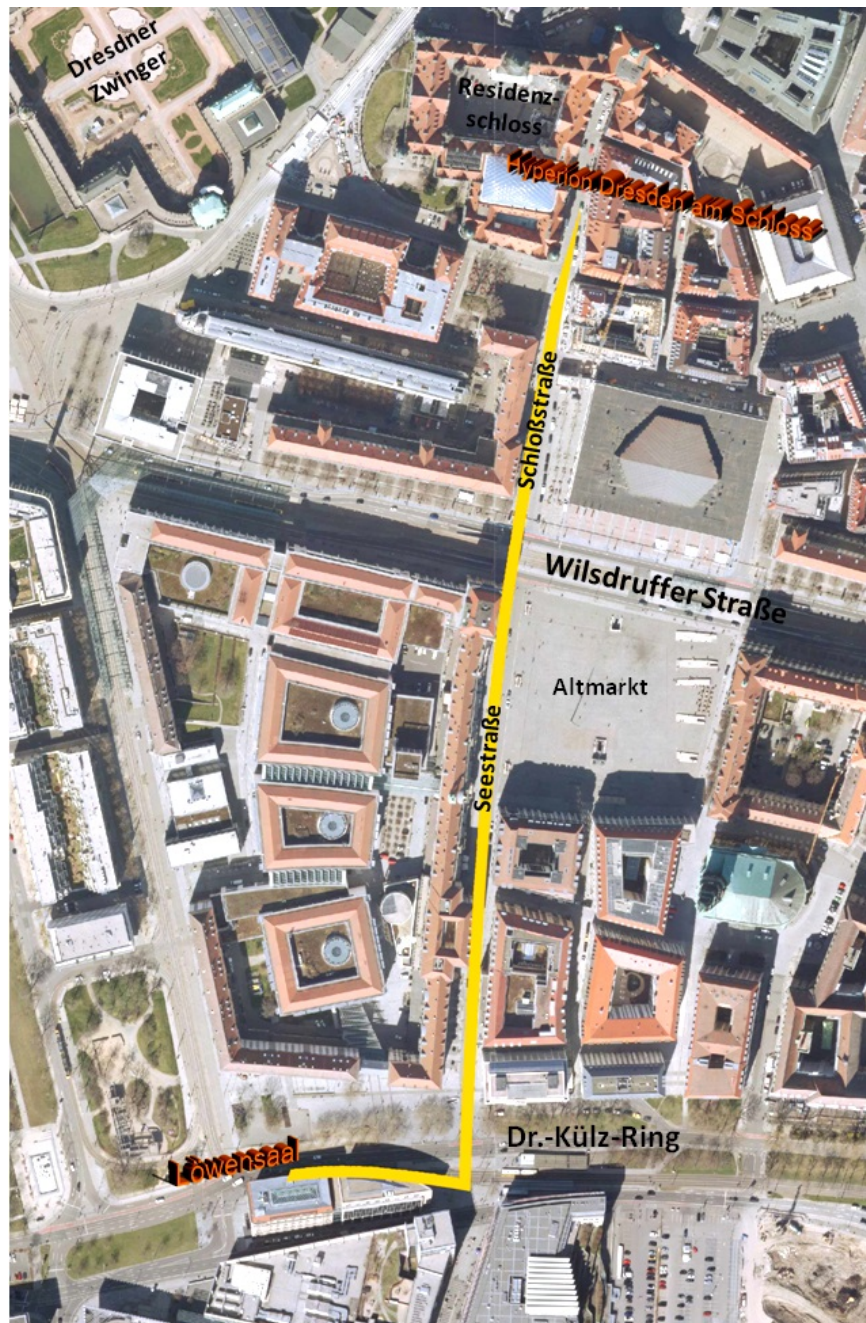 Dresdner
Zwinger
Residenz-
schloss
Hyperion Dresden am Schloss
Schloßstraße
Wilsdruffer Straße
Altmarkt
Seestraße
Dr.-Külz-Ring
Löwensaal